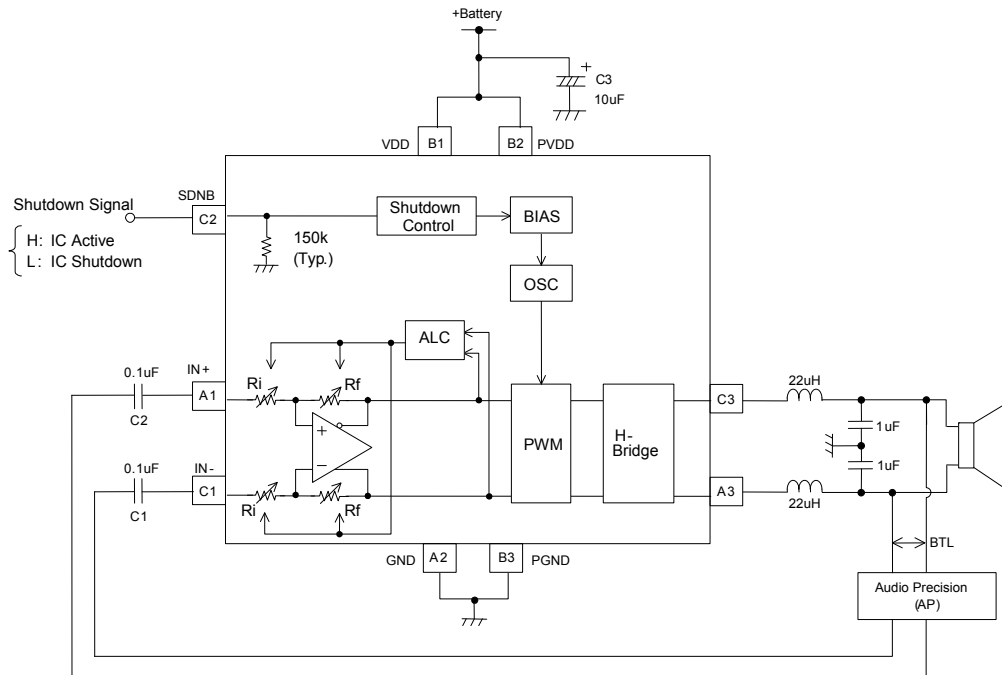 +Battery
+
C3
10uF
VDD
B1
B2
PVDD
SDNB
Shutdown Signal
C2
H: IC Active
L: IC Shutdown
150k
(Typ.)
Shutdown
Control
BIAS
OSC
ALC
0.1uF
IN+
A1
C2
Ri
Rf
+
-
PWM
H-
Bridge
C3
22uH
1uF
1uF
0.1uF
IN-
C1
C1
Ri
Rf
A3
22uH
GND
A2
B3
PGND
BTL
Audio Precision
(AP)